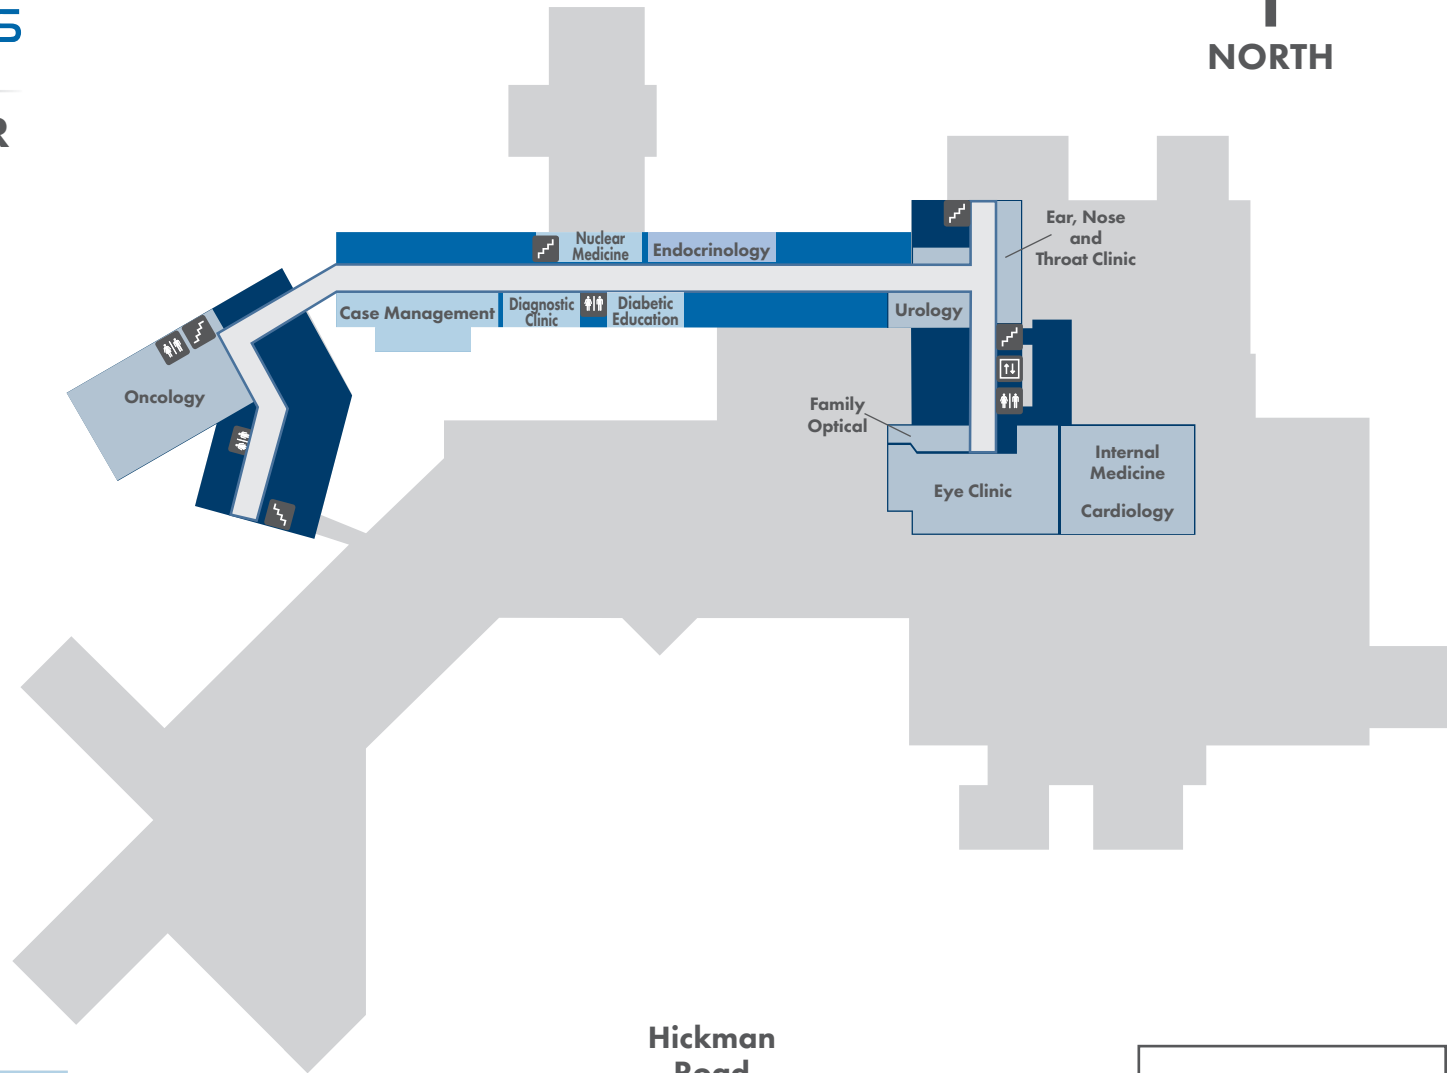 S
NORTH
R
Nuclear
Medicine
Endocrinology
Ear, Nose
and
Throat Clinic
Case Management
Diagnostic
Clinic
Diabetic
Education
Urology
Oncology
Family
Optical
Eye Clinic
Internal
Medicine
Cardiology
Hickman
Road